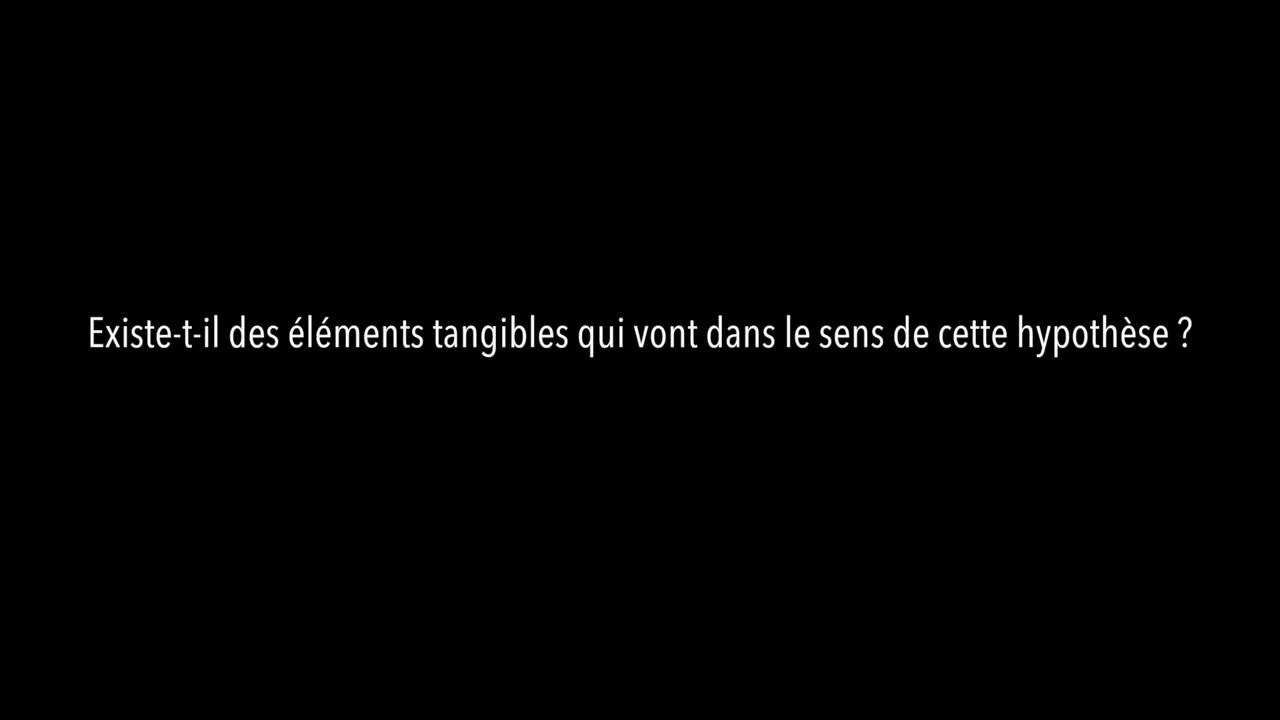 Existe-t-il des éléments tangibles qui vont dans le sens de cette hypothèse ?